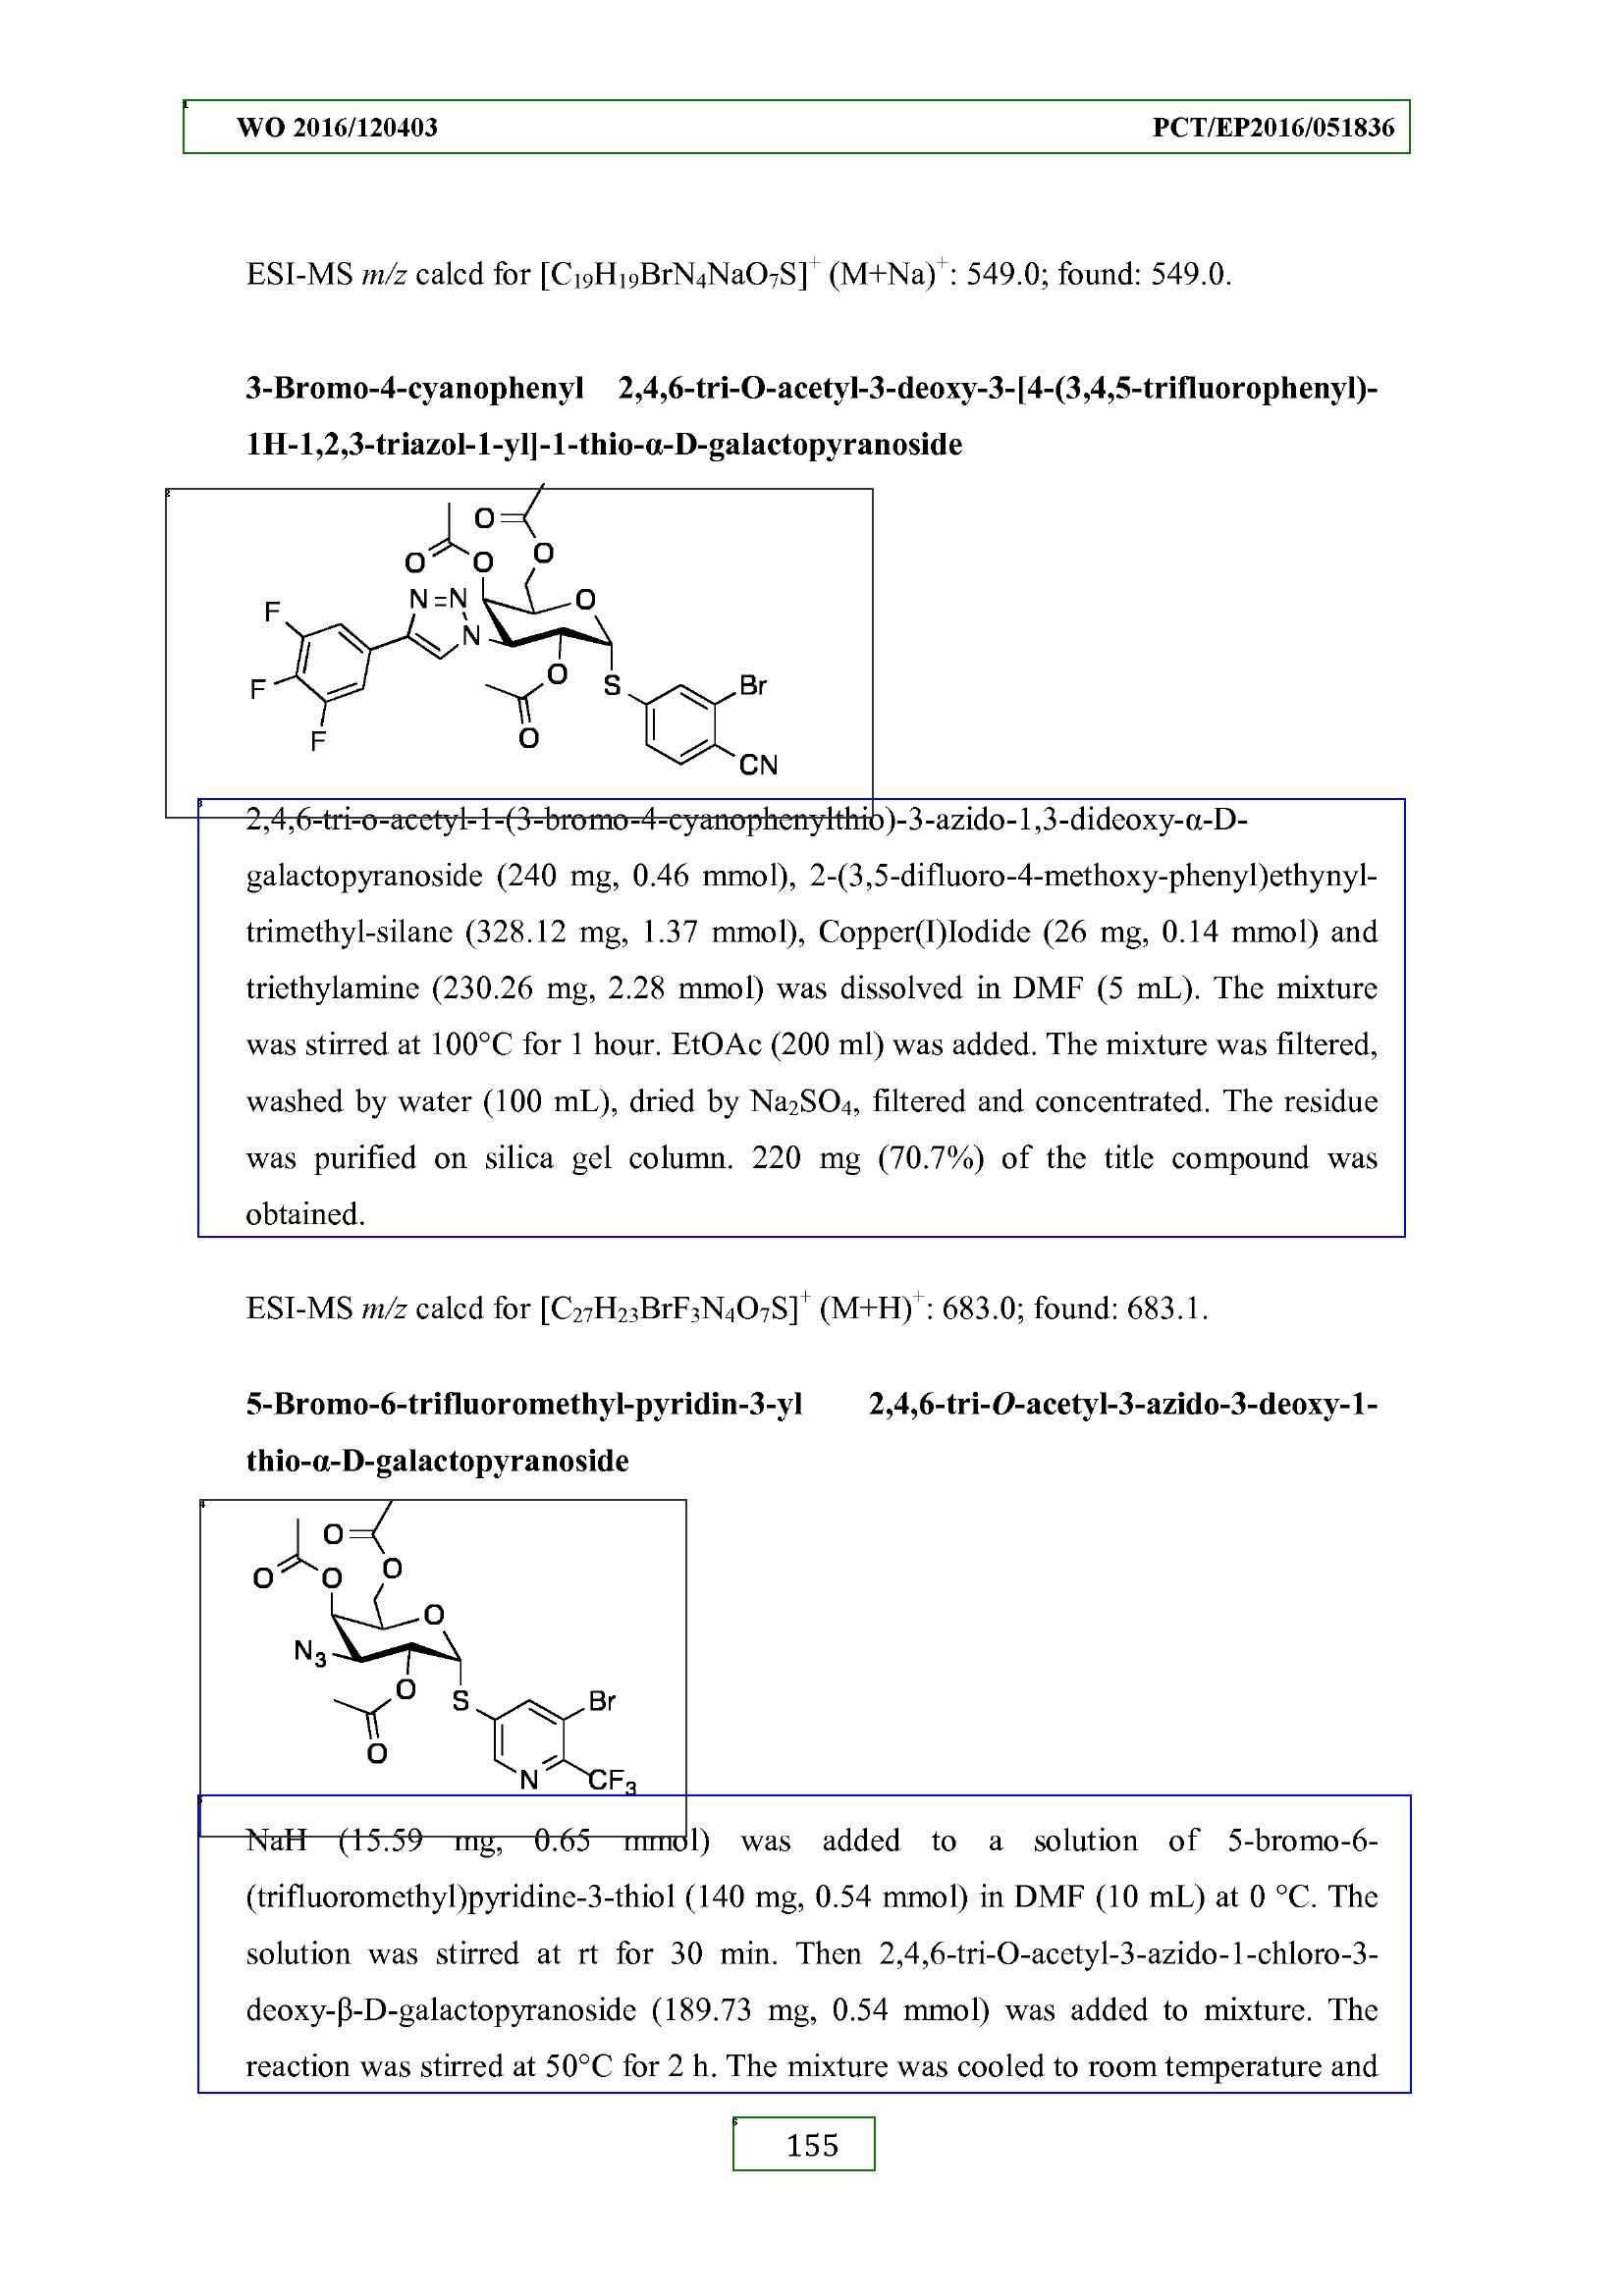 WO 2016/120403 PCT/EP2016/051836
ESI-MS m/z calcd for [C19H19BrN4NaO7S]+ (M+Na)+: 549.0; found: 549.0.
3-Bromo-4-cyanophenyl 2,4,6-tri-O-acetyl-3-deoxy-3-[4-(3,4,5-trifluorophenyl)-
1H-1,2,3-triazol-1-yl]-1-thio-α-D-galactopyranoside
2
O
O
O
O
N=N
O
F
N
F
O
S
Br
F
O
CN
3
2,4,6-tri-o-acetyl-1-(3-bromo-4-cyanophenylthio)-3-azido-1,3-dideoxy-α-D-
galactopyranoside (240 mg, 0.46 mmol), 2-(3,5-difluoro-4-methoxy-phenyl)ethynyl-
trimethyl-silane (328.12 mg, 1.37 mmol), Copper(I)Iodide (26 mg, 0.14 mmol) and
triethylamine (230.26 mg, 2.28 mmol) was dissolved in DMF (5 mL). The mixture
was stirred at 100°C for 1 hour. EtOAc (200 ml) was added. The mixture was filtered,
washed by water (100 mL), dried by Na2SO4, filtered and concentrated. The residue
was purified on silica gel column. 220 mg (70.7%) of the title compound was
obtained.
ESI-MS m/z calcd for [C27H23BrF3N4O7S]+ (M+H)+: 683.0; found: 683.1.
5-Bromo-6-trifluoromethyl-pyridin-3-yl 2,4,6-tri-O-acetyl-3-azido-3-deoxy-1-
thio-α-D-galactopyranoside
4
O
O
O
O
O
N3
O
S
Br
O
N
CF3
NaH (15.59 mg, 0.65 mmol) was added to a solution of 5-bromo-6-
(trifluoromethyl)pyridine-3-thiol (140 mg, 0.54 mmol) in DMF (10 mL) at 0 °C. The
solution was stirred at rt for 30 min. Then 2,4,6-tri-O-acetyl-3-azido-1-chloro-3-
deoxy-β-D-galactopyranoside (189.73 mg, 0.54 mmol) was added to mixture. The
reaction was stirred at 50°C for 2 h. The mixture was cooled to room temperature and
155